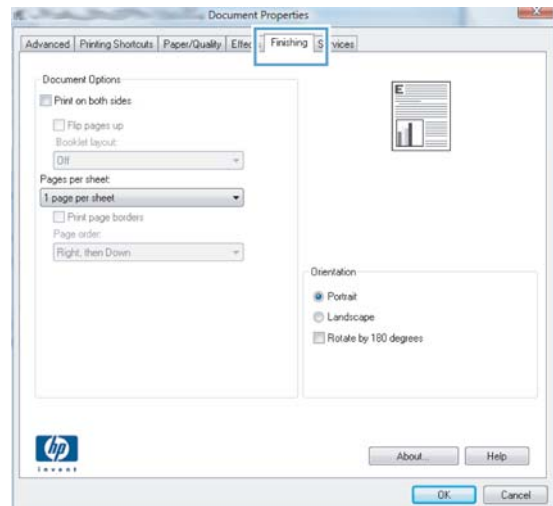 Document Properties
Advanced Printing Shortcuts Paper/Quality Finishing
Document Options
Print on both sides
Flip pages up
Booklet layout:
Off
Pages per sheet:
1 page per sheet
Print page borders
Page order:
Right, then Down
E
Orientation
Portrait
Landscape
Rotate by 180 degrees
hp
invent
About... Help
OK Cancel